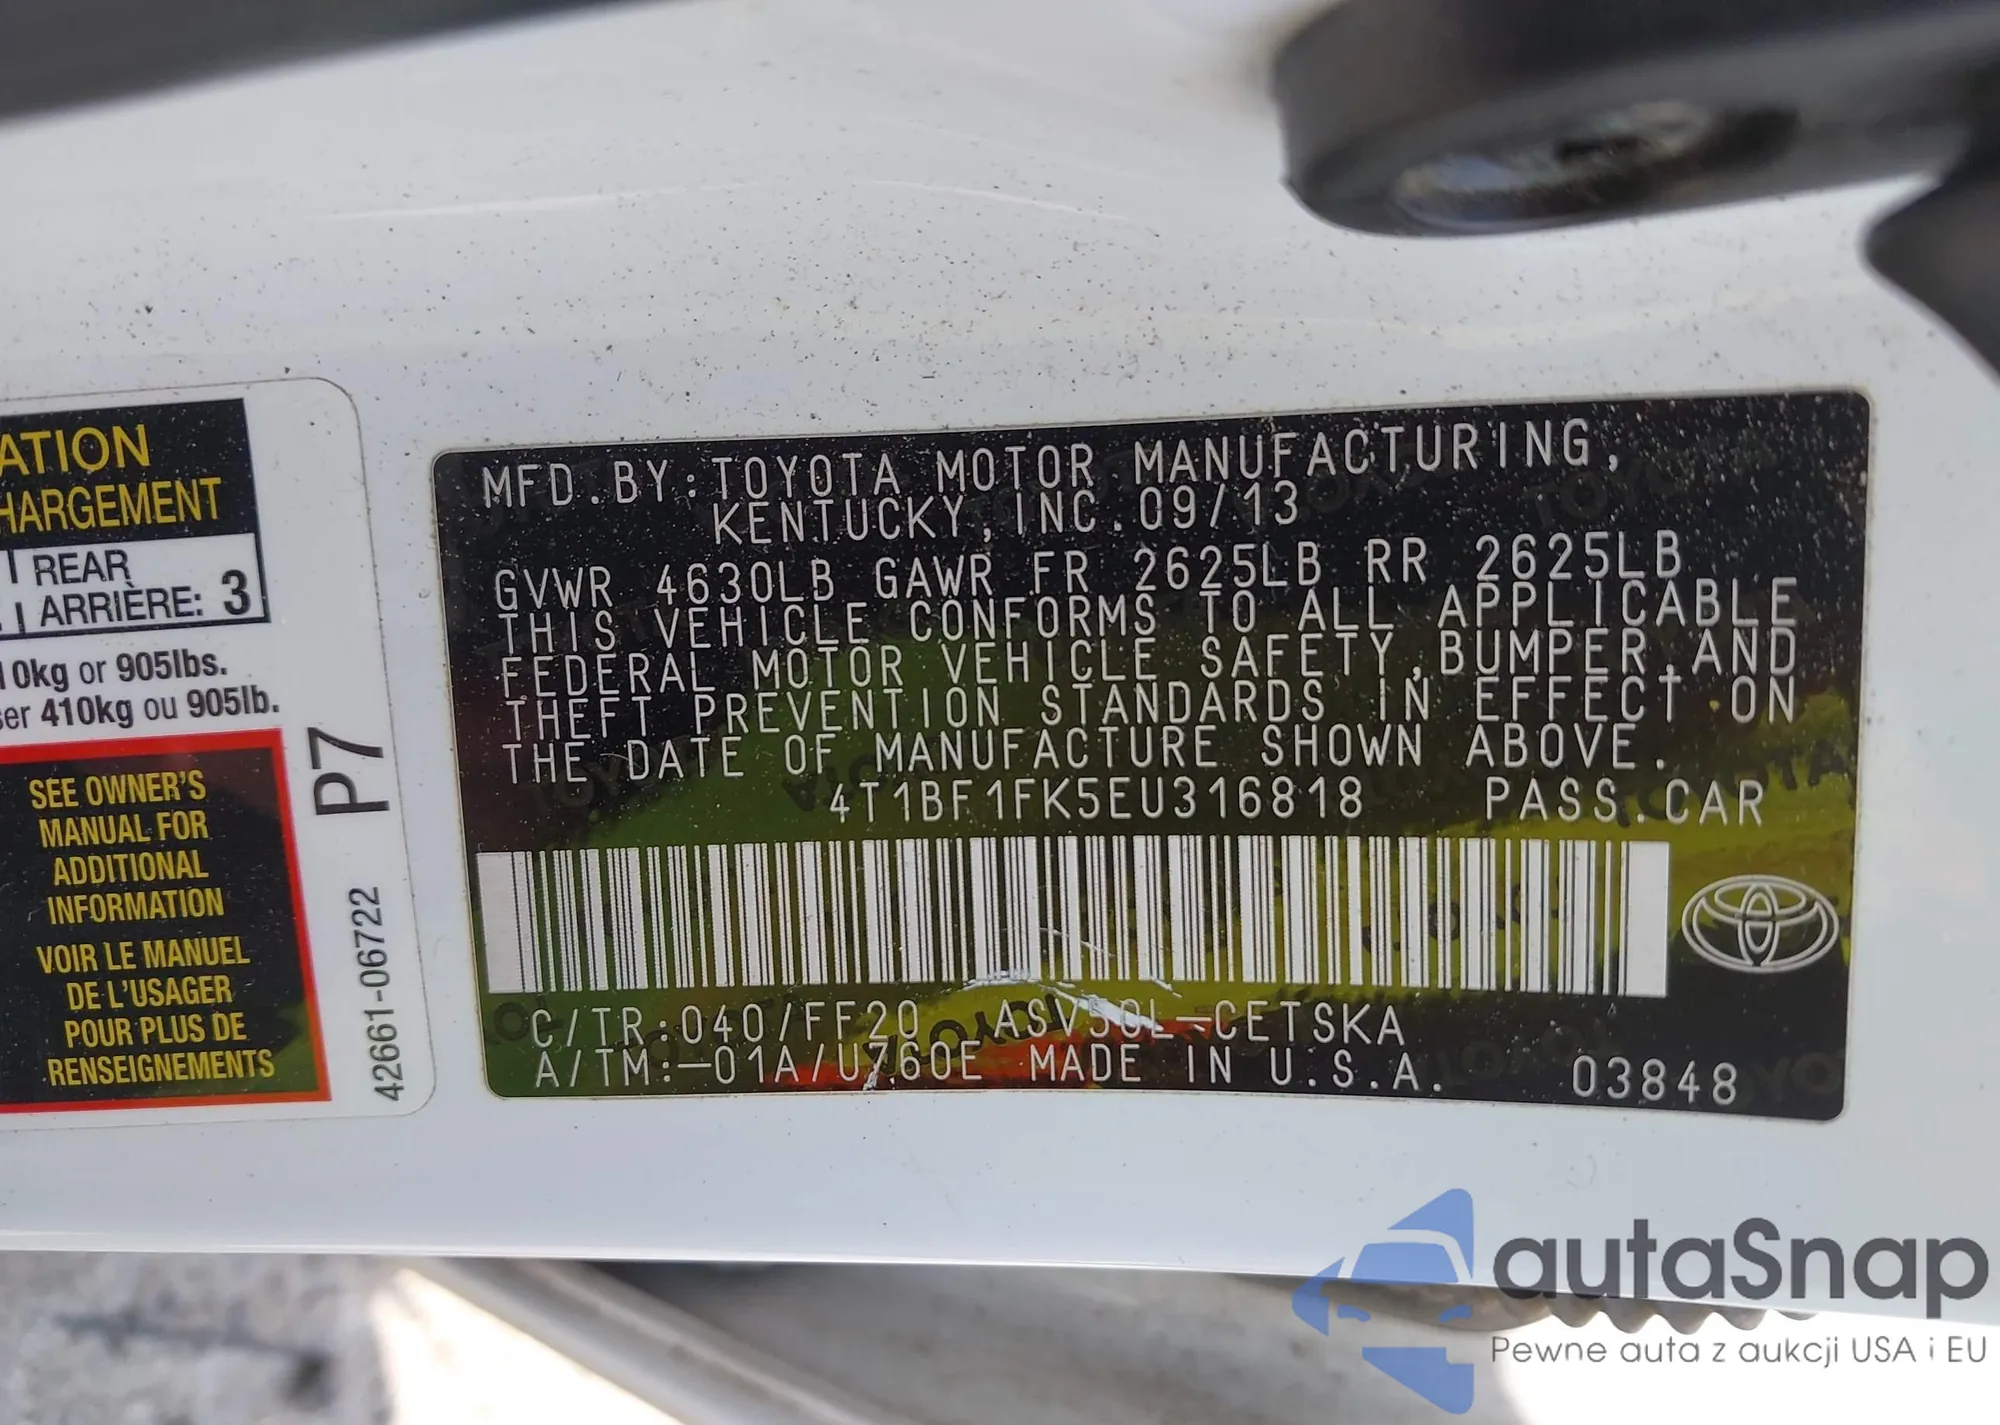 ATION
HARGEMENT
REAR
ARRIÈRE: 3
10kg or 905lbs.
ser 410kg ou 905lb.
SEE OWNER'S
MANUAL FOR
ADDITIONAL
INFORMATION
VOIR LE MANUEL
DE L'USAGER
POUR PLUS DE
RENSEIGNEMENTS
P7
42661-06722
MFD.BY:TOYOTA MOTOR MANUFACTURING,
KENTUCKY,INC.09/13
GVWR 4630LB GAWR FR 2625LB RR 2625LB
THIS VEHICLE CONFORMS TO ALL APPLICABLE
FEDERAL MOTOR VEHICLE SAFETY,BUMPER,AND
THEFT PREVENTION STANDARDS IN EFFECT ON
THE DATE OF MANUFACTURE SHOWN ABOVE.
4T1BF1FK5EU316818 PASS.CAR
C/TR:040/FF20 ASV50L-CETSKA
A/TM:-01A/U760E MADE IN U.S.A. 03848
autaSnap
Pewne auta z aukcji USA i EU